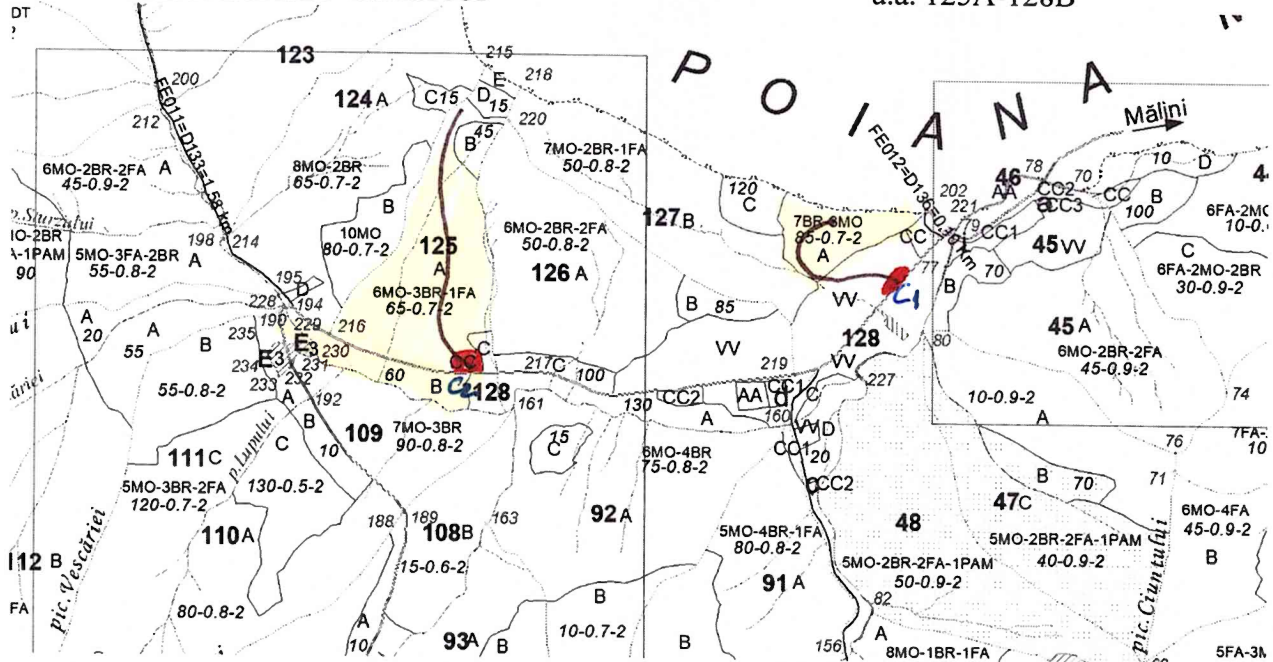 u.a. 125A-128B
DT
215
123
P O I A N A
200
E 218
FE011=D133=1,58 km
124 A
C15
D
15
220
Mălini
212
B
45
FE012=D136=0,
km
7MO-2BR-1FA
50-0.8-2
46
78
70
10
D
6MO-2BR-2FA
45-0.9-2
A
8MO-2BR
65-0.7-2
120
C
202
AA
CC2
CC
B
100
221
CC3
p.Sturzului
B
127 B
7BR-3MO
85-0.7-2
79
CC1
6FA-2MO
10-0.
198
214
10MO
80-0.7-2
125
6MO-2BR-2FA
50-0.8-2
A
CC
45 VV
C
-1PAM
90
5MO-3FA-2BR
55-0.8-2
A
A
126 A
77
70
6FA-2MO-2BR
30-0.9-2
195
D
6MO-3BR-1FA
65-0.7-2
B 85
VV
C1
B
228
194
A
20
190
229
216
VV
128
45 A
A
55
B
235
E3
230
C
219
VV
80
6MO-2BR-2FA
45-0.9-2
E3
231
CC
217 C
100
227
234
60
B
C2
128
CC1
C
74
55-0.8-2
233
232
161
130
CC2
AA
d
10-0.9-2
A
192
A
160
A
B
109
7MO-3BR
90-0.8-2
15
C
VV
D
76
7FA-
10
C
10
6MO-4BR
75-0.8-2
CC1
20
111 C
p.Lupului
CC2
B
70
71
5MO-3BR-2FA
120-0.7-2
130-0.5-2
47 C
6MO-4FA
45-0.9-2
188
189
163
92 A
48
110 A
108 B
5MO-4BR-1FA
80-0.8-2
5MO-2BR-2FA-1PAM
40-0.9-2
B
B
15-0.6-2
91 A
5MO-2BR-2FA-1PAM
50-0.9-2
pic. Vescăriei
80-0.8-2
B
82
pic.Ciuntului
FA
A
10
93 A
B
10-0.7-2
B
156
A
8MO-1BR-1FA
5FA-3M